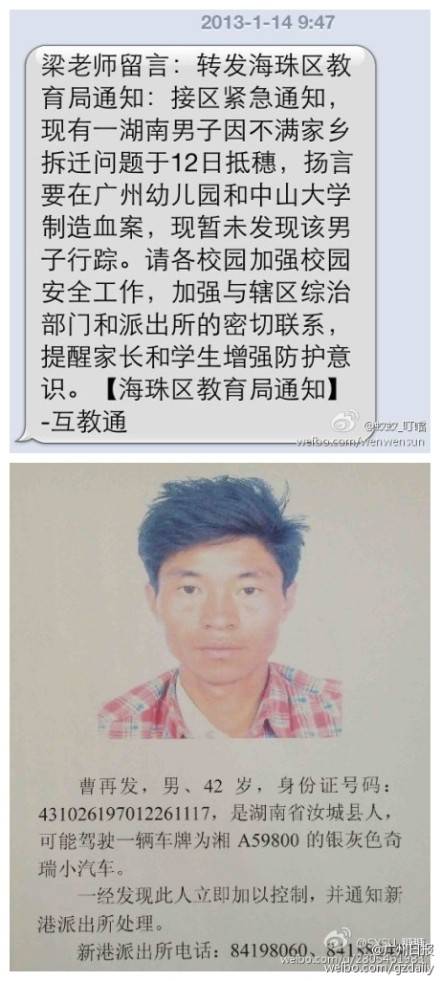 2013-1-14 9:47
梁老师留言：转发海珠区教
育局通知：接区紧急通知，
现有一湖南男子因不满家乡
拆迁问题于12日抵穗，扬言
要在广州幼儿园和中山大学
制造血案，现暂未发现该男
子行踪。请各校园加强校园
安全工作，加强与辖区综治
部门和派出所的密切联系，
提醒家长和学生增强防护意
识。【海珠区教育局通知】
-互教通
weibo.com/wenwensun
曹再发，男、42 岁，身份证号码：
431026197012261117，是湖南省汝城县人，
可能驾驶一辆车牌为湘 A59800 的银灰色奇
瑞小汽车。
一经发现此人立即加以控制，并通知新
港派出所处理。
新港派出所电话：84198060、
@广州日报
weibo.com/gzdaily